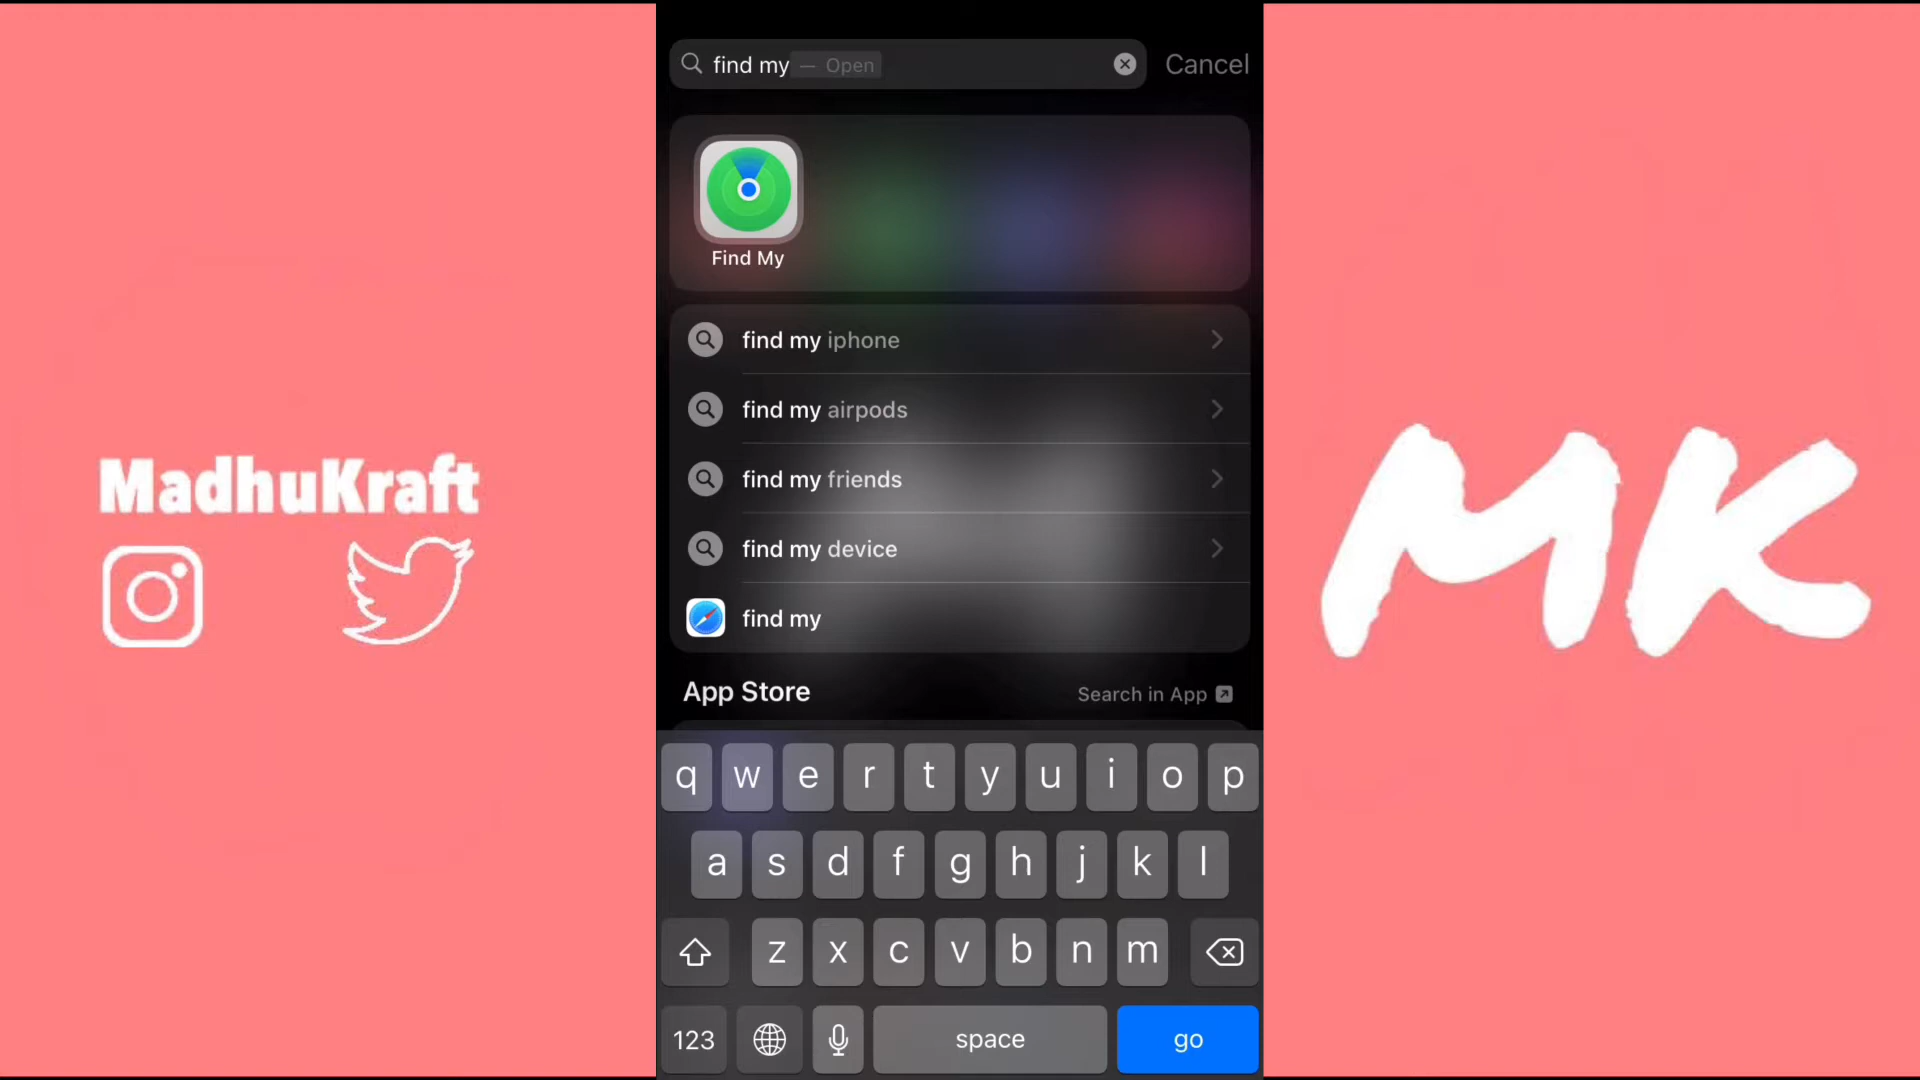 find my — Open
Cancel
Find My
find my iphone
find my airpods
find my friends
find my device
find my
App Store
Search in App
q w e r t y u i o p
a s d f g h j k l
z x c v b n m
123
space
go
MadhuKraft
MK